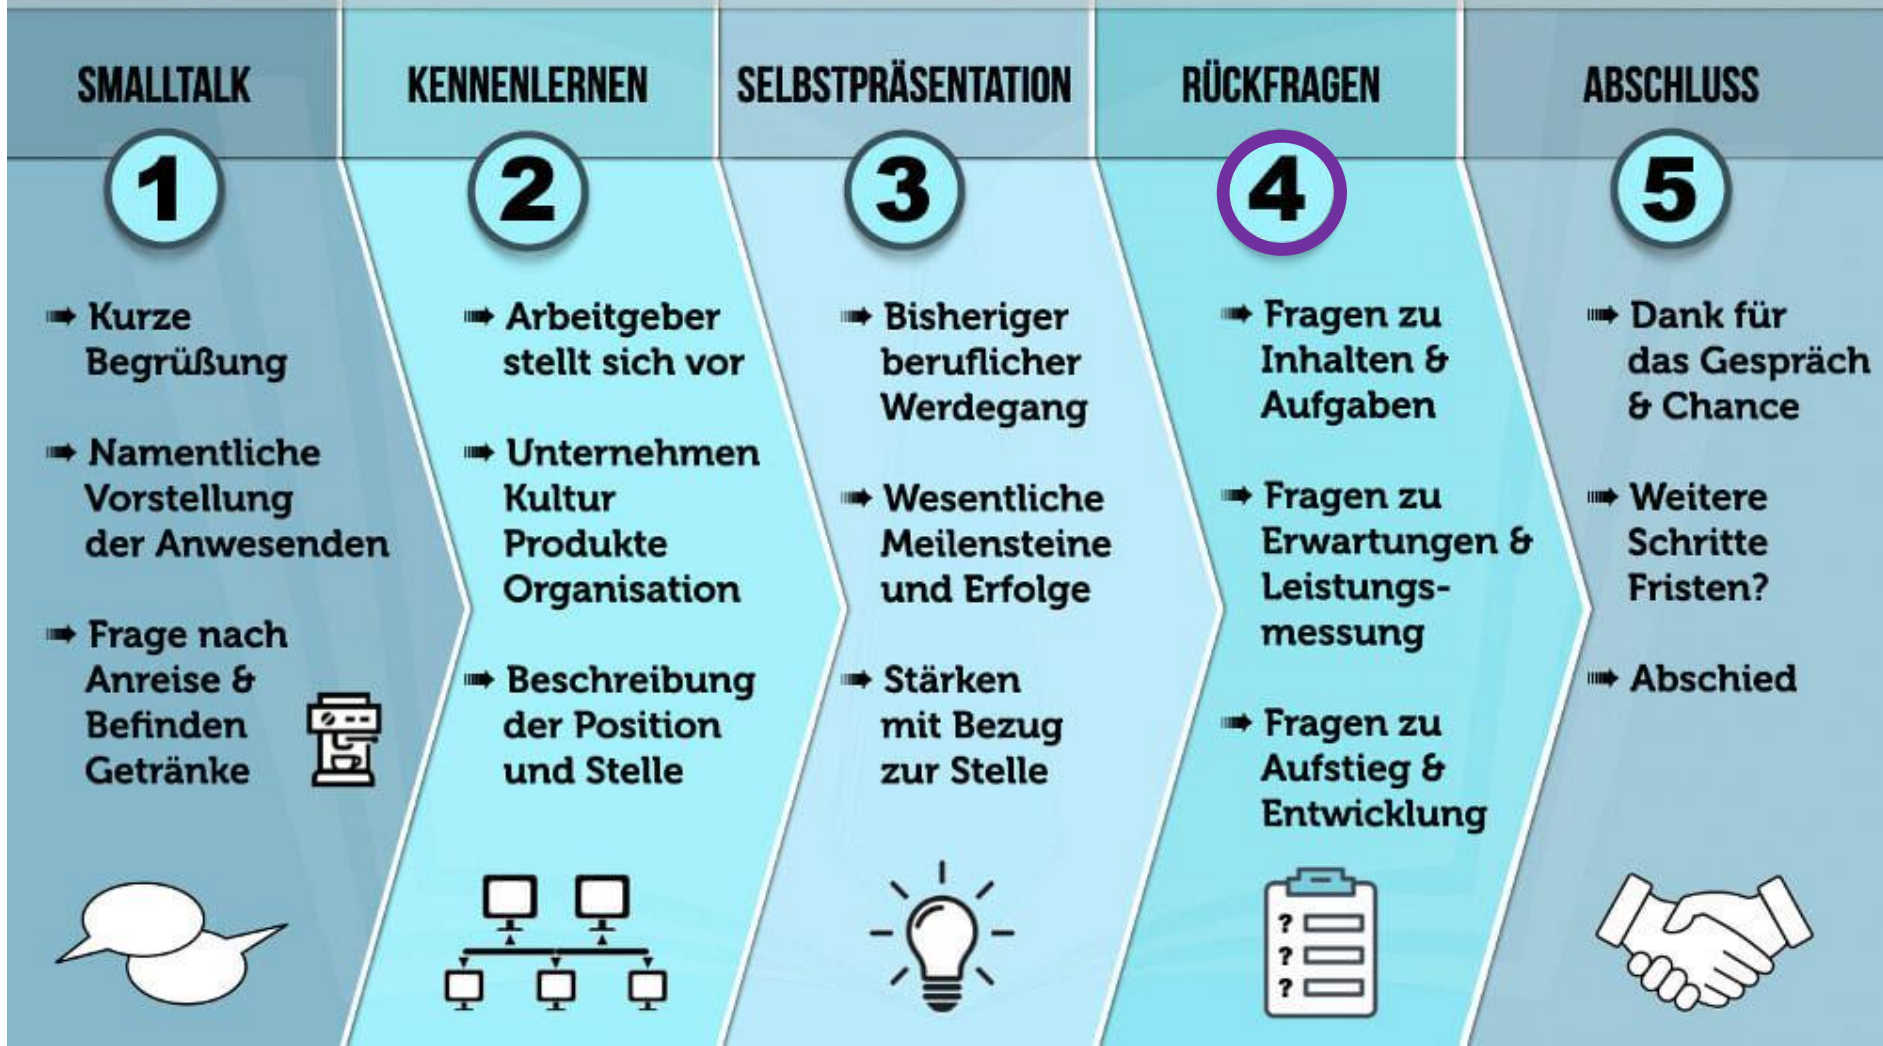 SMALLTALK
1
➟ Kurze
Begrüßung
➟ Namentliche
Vorstellung
der Anwesenden
➟ Frage nach
Anreise &
Befinden
Getränke
KENNENLERNEN
2
➟ Arbeitgeber
stellt sich vor
➟ Unternehmen
Kultur
Produkte
Organisation
➟ Beschreibung
der Position
und Stelle
SELBSTPRÄSENTATION
3
➟ Bisheriger
beruflicher
Werdegang
➟ Wesentliche
Meilensteine
und Erfolge
➟ Stärken
mit Bezug
zur Stelle
RÜCKFRAGEN
4
➟ Fragen zu
Inhalten &
Aufgaben
➟ Fragen zu
Erwartungen &
Leistungs-
messung
➟ Fragen zu
Aufstieg &
Entwicklung
?
?
?
ABSCHLUSS
5
➟ Dank für
das Gespräch
& Chance
➟ Weitere
Schritte
Fristen?
➟ Abschied